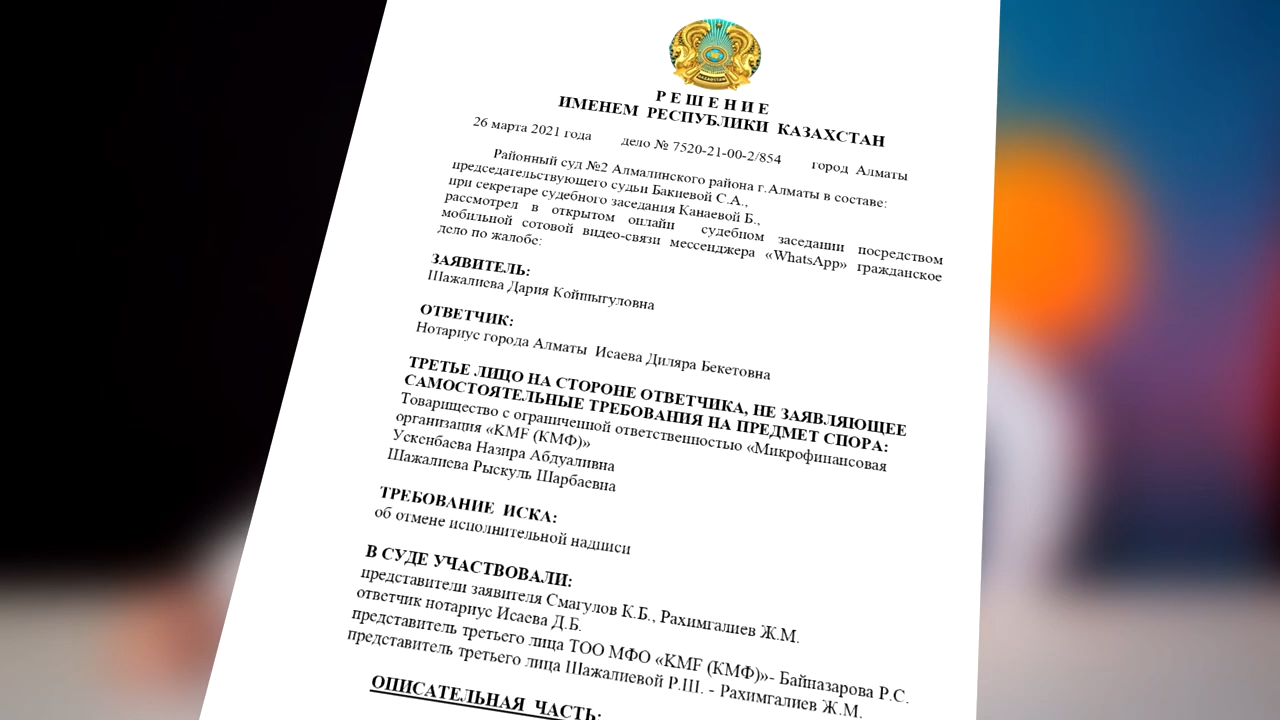 Р Е Ш Е Н И Е
ИМЕНЕМ РЕСПУБЛИКИ КАЗАХСТАН
26 марта 2021 года дело № 7520-21-00-2/854 город Алматы
Районный суд №2 Алмалинского района г.Алматы в составе:
председательствующего судьи Бакиевой С.А.,
при секретаре судебного заседания Канаевой Б.,
рассмотрел в открытом онлайн судебном заседании посредством
мобильной сотовой видео-связи мессенджера «WhatsApp» гражданское
дело по жалобе:
ЗАЯВИТЕЛЬ:
Шажалиева Дария Койшыгуловна
ОТВЕТЧИК:
Нотариус города Алматы Исаева Диляра Бекетовна
ТРЕТЬЕ ЛИЦО НА СТОРОНЕ ОТВЕТЧИКА, НЕ ЗАЯВЛЯЮЩЕЕ
САМОСТОЯТЕЛЬНЫЕ ТРЕБОВАНИЯ НА ПРЕДМЕТ СПОРА:
Товарищество с ограниченной ответственностью «Микрофинансовая
организация «KMF (КМФ)»
Ускенбаева Назира Абдуаливна
Шажалиева Рыскуль Шарбаевна
ТРЕБОВАНИЕ ИСКА:
об отмене исполнительной надписи
В СУДЕ УЧАСТВОВАЛИ:
представители заявителя Смагулов К.Б., Рахимгалиев Ж.М.
ответчик нотариус Исаева Д.Б.
представитель третьего лица ТОО МФО «KMF (КМФ)»- Байназарова Р.С.
представитель третьего лица Шажалиевой Р.Ш. - Рахимгалиев Ж.М.
ОПИСАТЕЛЬНАЯ ЧАСТЬ: